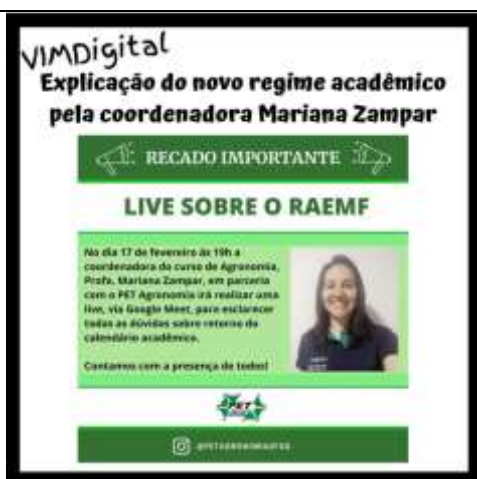 VIMDigital
Explicação do novo regime acadêmico
pela coordenadora Mariana Zampar
RECADO IMPORTANTE
LIVE SOBRE O RAEMF
No dia 17 de fevereiro às 19h a
coordenadora do curso de Agronomia,
Profa. Mariana Zampar, em parceria
com o PET Agronomia irá realizar uma
live, via Google Meet, para esclarecer
todas as dúvidas sobre retorno do
calendário acadêmico.
Contamos com a presença de todos!
PET